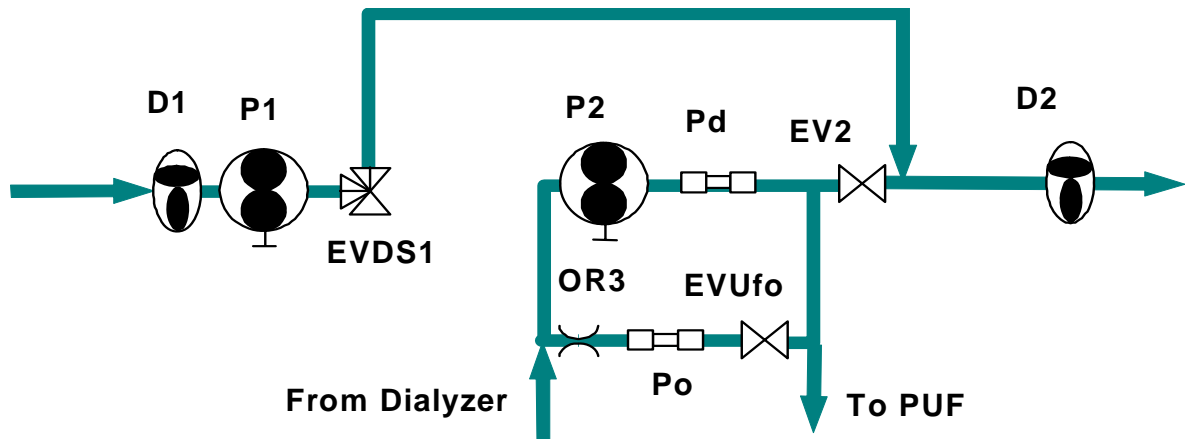 D1
P1
P2
Pd
EV2
D2
EVDS1
OR3
EVUfo
Po
From Dialyzer
To PUF